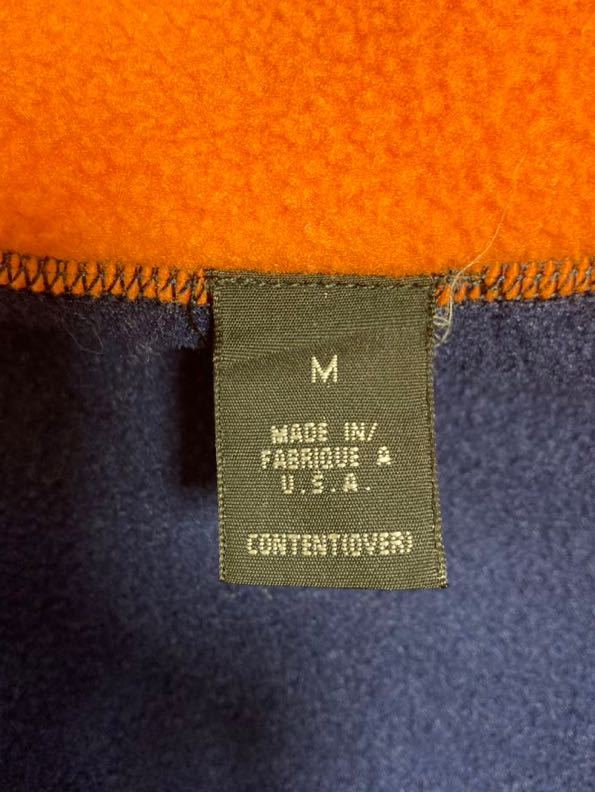 M
MADE IN/
FABRIQUE A
U.S.A.
CONTENT(OVER)